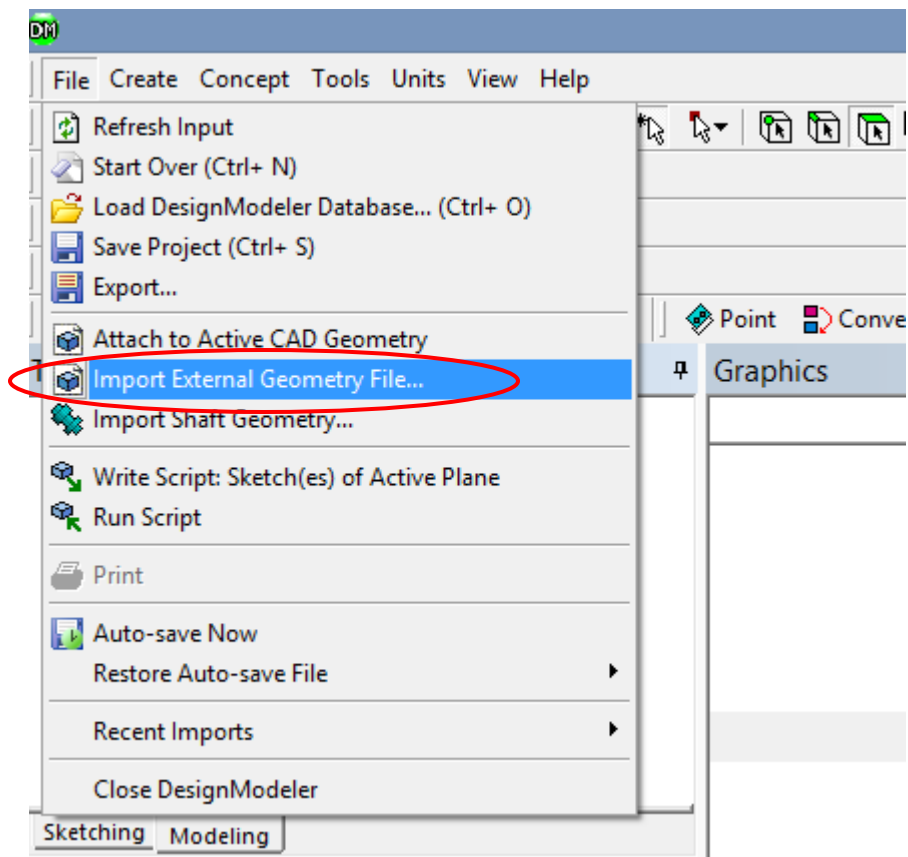 DM
File Create Concept Tools Units View Help
Refresh Input
Start Over (Ctrl+ N)
Load DesignModeler Database... (Ctrl+ O)
Save Project (Ctrl+ S)
Export...
Point Conve
Attach to Active CAD Geometry
Import External Geometry File...
Graphics
Import Shaft Geometry...
Write Script: Sketch(es) of Active Plane
Run Script
Print
Auto-save Now
Restore Auto-save File
Recent Imports
Close DesignModeler
Sketching Modeling